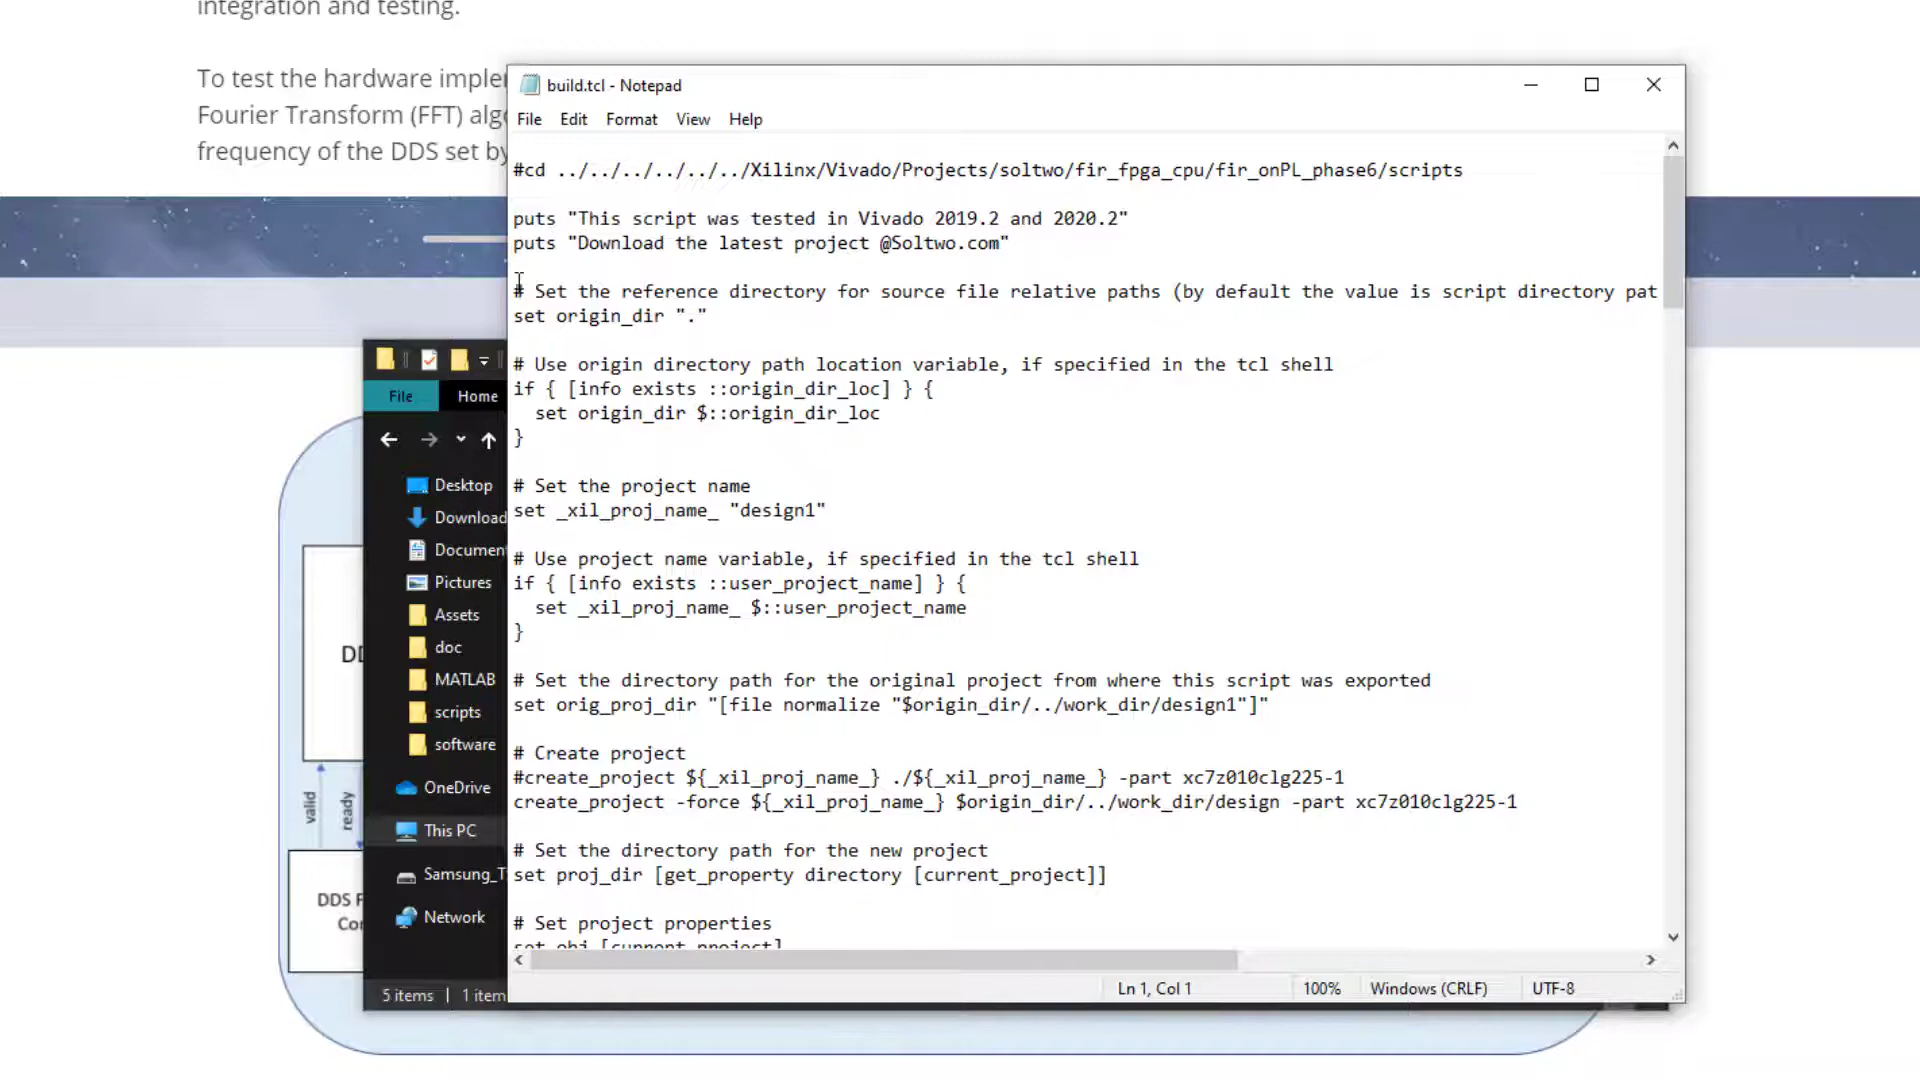 integration and testing.
To test the hardware imple
Fourier Transform (FFT) alg
frequency of the DDS set by
build.tcl - Notepad
File Edit Format View Help
#cd ../../../../../../Xilinx/Vivado/Projects/soltwo/fir_fpga_cpu/fir_onPL_phase6/scripts
puts "This script was tested in Vivado 2019.2 and 2020.2"
puts "Download the latest project @Soltwo.com"
# Set the reference directory for source file relative paths (by default the value is script directory pat
set origin_dir "."
# Use origin directory path location variable, if specified in the tcl shell
if { [info exists ::origin_dir_loc] } {
set origin_dir $::origin_dir_loc
}
# Set the project name
set _xil_proj_name_ "design1"
# Use project name variable, if specified in the tcl shell
if { [info exists ::user_project_name] } {
set _xil_proj_name_ $::user_project_name
}
# Set the directory path for the original project from where this script was exported
set orig_proj_dir "[file normalize "$origin_dir/../work_dir/design1"]"
# Create project
#create_project ${_xil_proj_name_} ./${_xil_proj_name_} -part xc7z010clg225-1
create_project -force ${_xil_proj_name_} $origin_dir/../work_dir/design -part xc7z010clg225-1
# Set the directory path for the new project
set proj_dir [get_property directory [current_project]]
# Set project properties
set obj [current_project]
Ln 1, Col 1 100% Windows (CRLF) UTF-8
File Home
Desktop
Download
Documen
Pictures
Assets
doc
MATLAB
scripts
software
OneDrive
This PC
Samsung_T
Network
5 items 1 item
DD
valid
ready
DDS F
Co